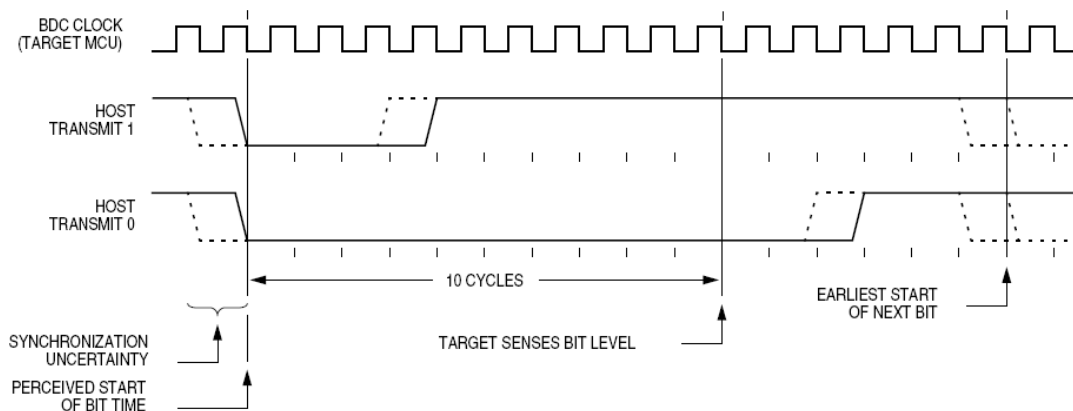 BDC CLOCK
(TARGET MCU)
HOST
TRANSMIT 1
HOST
TRANSMIT 0
10 CYCLES
EARLIEST START
OF NEXT BIT
SYNCHRONIZATION
UNCERTAINTY
TARGET SENSES BIT LEVEL
PERCEIVED START
OF BIT TIME